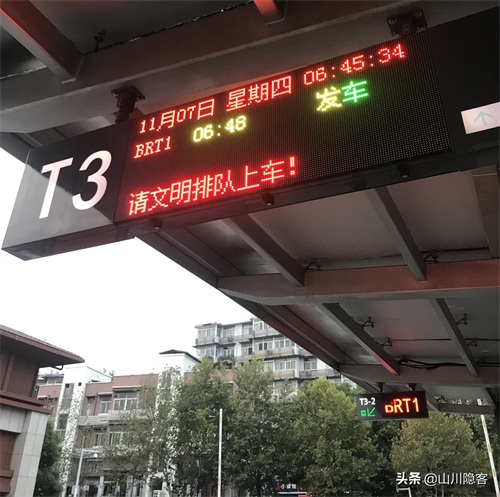 T3
11月07日 星期四 06:45:34
BRT1 06:48 发车
请文明排队上车!
T3-2
BRT1
头条 @山川隐客